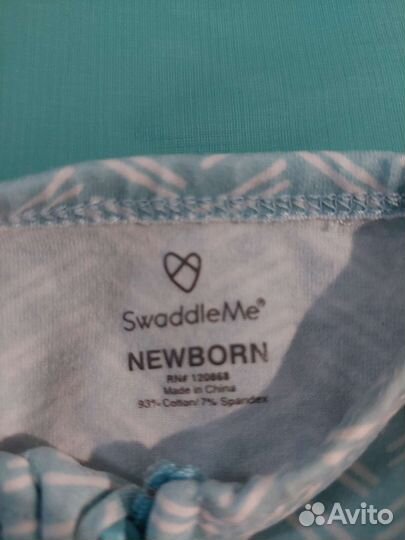 SwaddleMe®
NEWBORN
RN# 120868
Made in China
93% Cotton/7% Spandex
Avito